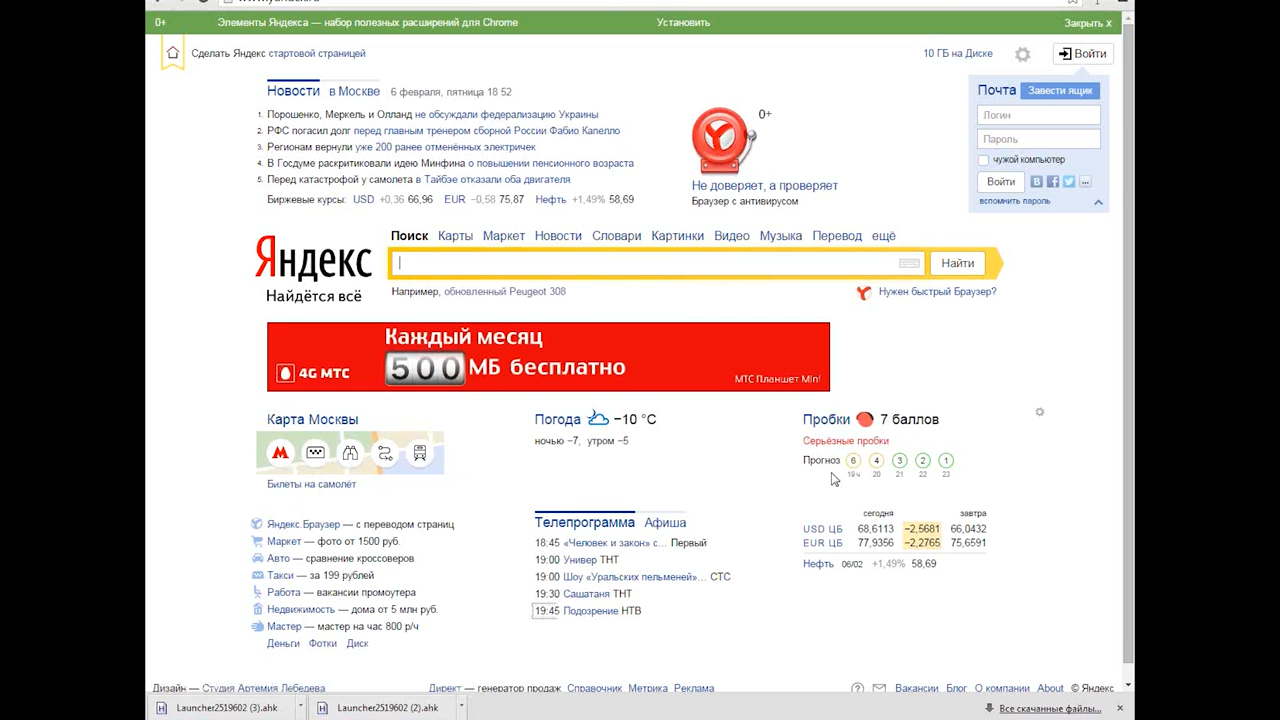 0+ Элементы Яндекса — набор полезных расширений для Chrome Установить Закрыть x
Сделать Яндекс стартовой страницей 10 ГБ на Диске Войти
Новости в Москве 6 февраля, пятница 18 52
1. Порошенко, Меркель и Олланд не обсуждали федерализацию Украины
2. РФС погасил долг перед главным тренером сборной России Фабио Капелло
3. Регионам вернули уже 200 ранее отменённых электричек
4. В Госдуме раскритиковали идею Минфина о повышении пенсионного возраста
5. Перед катастрофой у самолета в Тайбэе отказали оба двигателя
Биржевые курсы: USD +0,36 66,96 EUR −0,58 75,87 Нефть +1,49% 58,69
0+
Не доверяет, а проверяет
Браузер с антивирусом
Почта Завести ящик
Логин
Пароль
чужой компьютер
Войти
вспомнить пароль
Поиск Карты Маркет Новости Словари Картинки Видео Музыка Перевод ещё
Яндекс
Найти
Найдётся всё
Например, обновленный Peugeot 308
Нужен быстрый Браузер?
Каждый месяц
500 МБ бесплатно
4G МТС
МТС Планшет Mini*
Карта Москвы
Билеты на самолёт
Погода −10 °C
ночью −7, утром −5
Пробки 7 баллов
Серьёзные пробки
Прогноз 6 4 3 2 1
19 ч 20 21 22 23
Яндекс.Браузер — с переводом страниц
Маркет — фото от 1500 руб.
Авто — сравнение кроссоверов
Такси — за 199 рублей
Работа — вакансии промоутера
Недвижимость — дома от 5 млн руб.
Мастер — мастер на час 800 р/ч
Деньги Фотки Диск
Телепрограмма Афиша
18:45 «Человек и закон» с... Первый
19:00 Универ ТНТ
19:00 Шоу «Уральских пельменей»... СТС
19:30 Сашатаня ТНТ
19:45 Подозрение НТВ
сегодня завтра
USD ЦБ 68,6113 −2,5681 66,0432
EUR ЦБ 77,9356 −2,2765 75,6591
Нефть 06/02 +1,49% 58,69
Дизайн — Студия Артемия Лебедева Директ — генератор продаж Справочник Метрика Реклама Вакансии Блог О компании About © Яндекс
Launcher2519602 (3).ahk Launcher2519602 (2).ahk Все скачанные файлы...